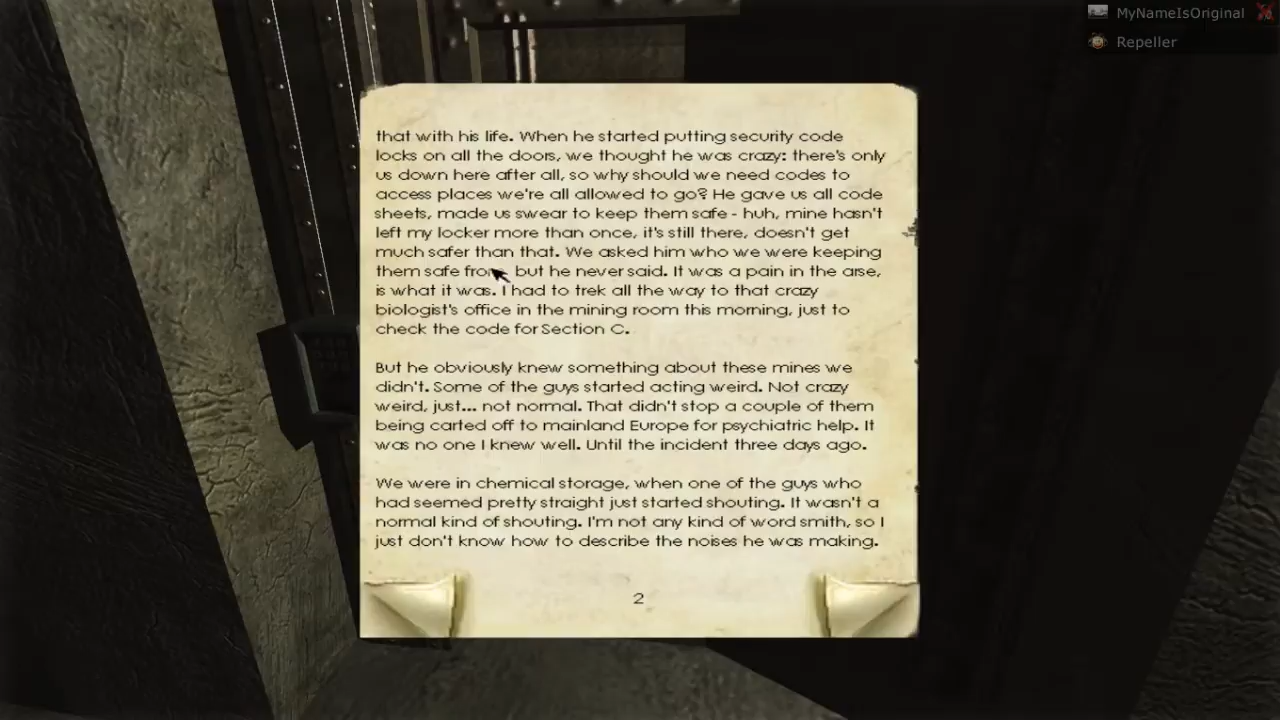 MyNameIsOriginal
Repeller
that with his life. When he started putting security code
locks on all the doors, we thought he was crazy: there's only
us down here after all, so why should we need codes to
access places we're all allowed to go? He gave us all code
sheets, made us swear to keep them safe - huh, mine hasn't
left my locker more than once, it's still there, doesn't get
much safer than that. We asked him who we were keeping
them safe but he never said. It was a pain in the arse,
is what it was. I had to trek all the way to that crazy
biologist's office in the mining room this morning, just to
check the code for Section C.
But he obviously knew something about these mines we
didn't. Some of the guys started acting weird. Not crazy
weird, just... not normal. That didn't stop a couple of them
being carted off to mainland Europe for psychiatric help. It
was no one I knew well. Until the incident three days ago.
We were in chemical storage, when one of the guys who
had seemed pretty straight just started shouting. It wasn't a
normal kind of shouting. I'm not any kind of word smith, so I
just don't know how to describe the noises he was making.
2